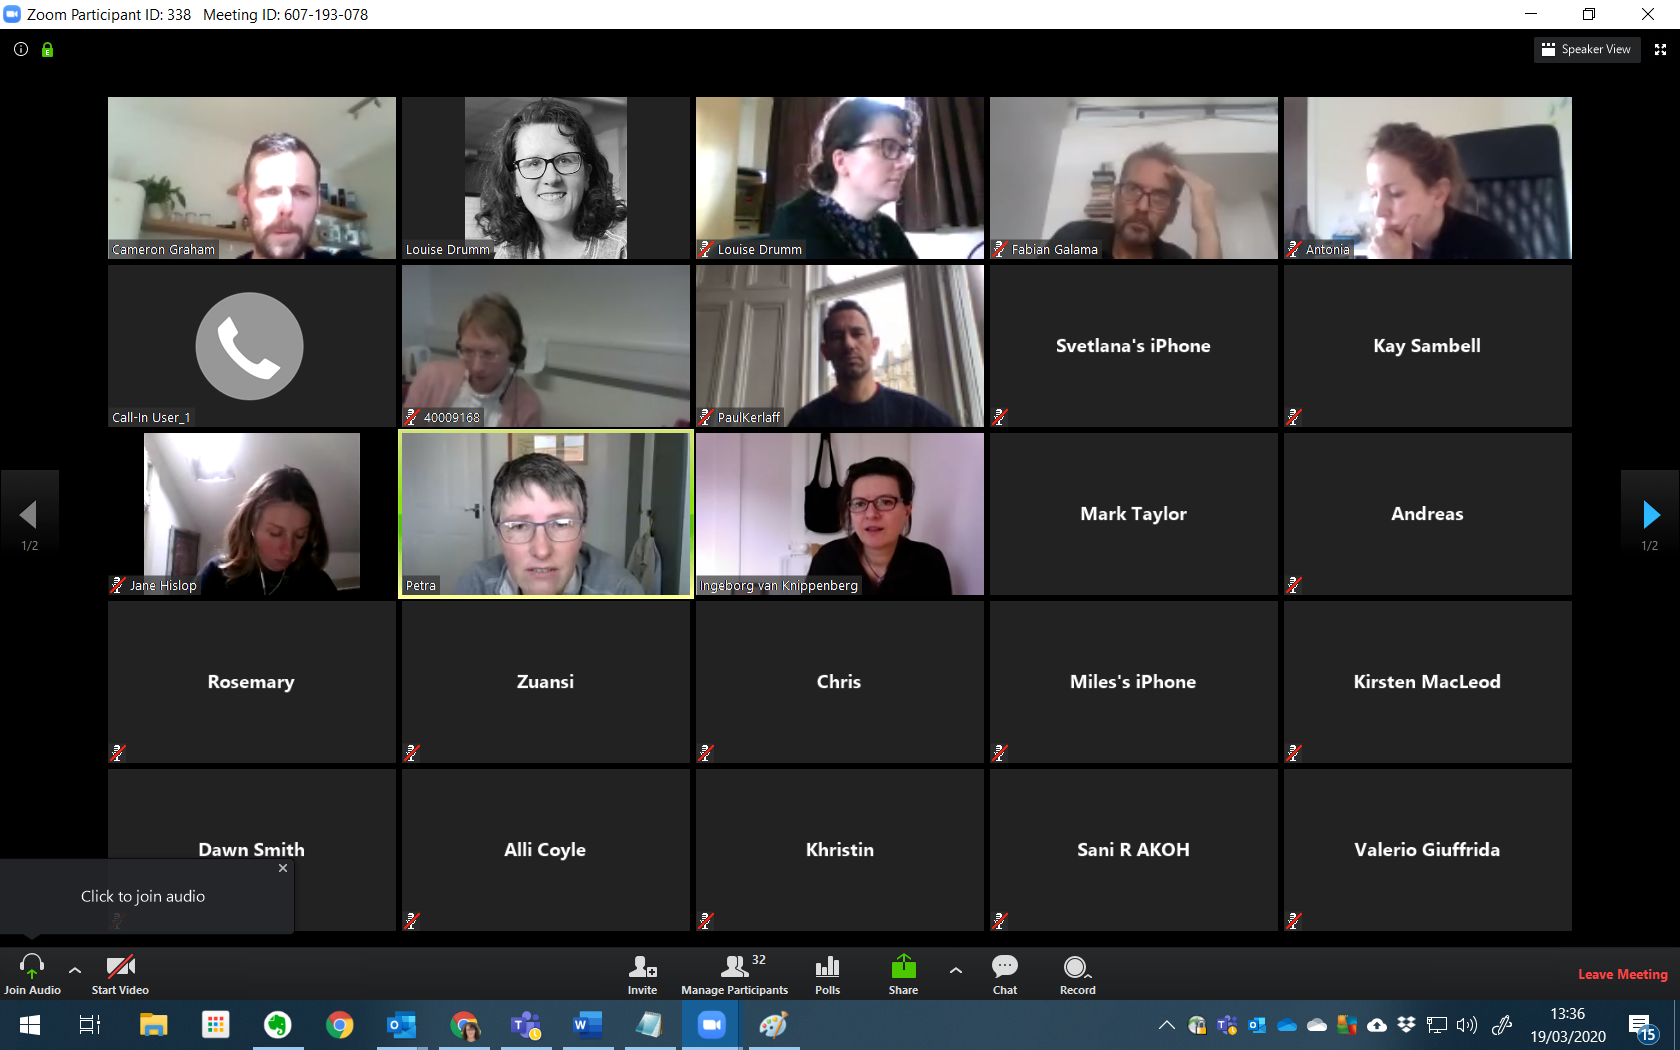 Zoom Participant ID: 338 Meeting ID: 607-193-078
Speaker View
Cameron Graham
Louise Drumm
Louise Drumm
Fabian Galama
Antonia
Call-In User_1
40009168
PaulKerlaff
Svetlana's iPhone
Kay Sambell
Jane Hislop
Petra
Ingeborg van Knippenberg
Mark Taylor
Andreas
1/2
1/2
Rosemary
Zuansi
Chris
Miles's iPhone
Kirsten MacLeod
Dawn Smith
Alli Coyle
Khristin
Sani R AKOH
Valerio Giuffrida
Click to join audio
Join Audio
Start Video
Invite
32
Manage Participants
Polls
Share
Chat
Record
Leave Meeting
13:36
19/03/2020
15